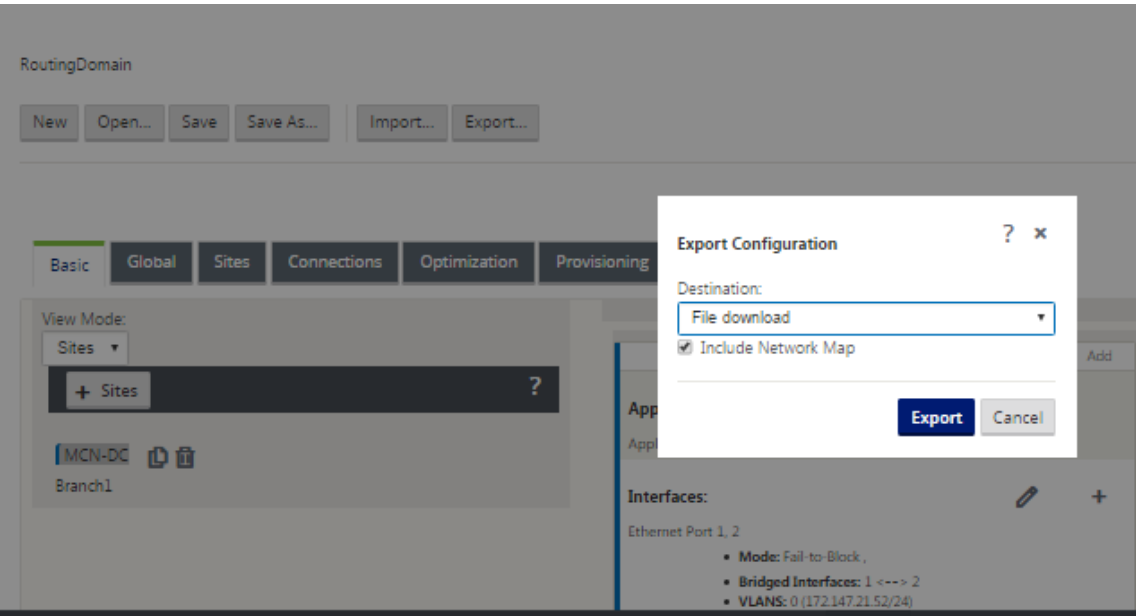 RoutingDomain
New Open... Save Save As... Import... Export...
Basic Global Sites Connections Optimization Provisioning
View Mode:
Sites
+ Sites ?
MCN-DC
Branch1
Export Configuration ? ×
Destination:
File download
Include Network Map
Export Cancel
Add
App
Appl
Interfaces: +
Ethernet Port 1, 2
• Mode: Fail-to-Block ,
• Bridged Interfaces: 1 <--> 2
• VLANS: 0 (172.147.21.52/24)